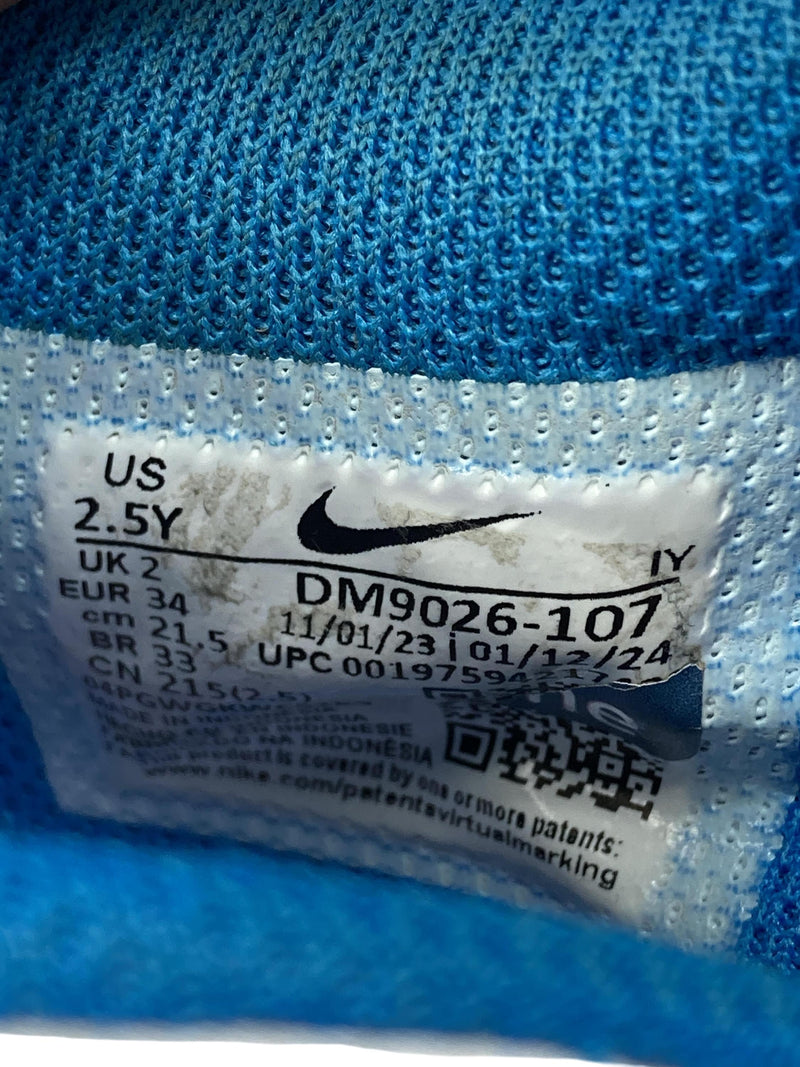 US
2.5Y
IY
UK 2
EUR 34
cm 21.5
BR 33
CN 215(2.5)
DM9026-107
11/01/23 | 01/12/24
UPC
MADE IN INDONESIA
NA INDONÉSIA
product is covered by one or more patents:
www.nike.com/patentsvirtualmarking